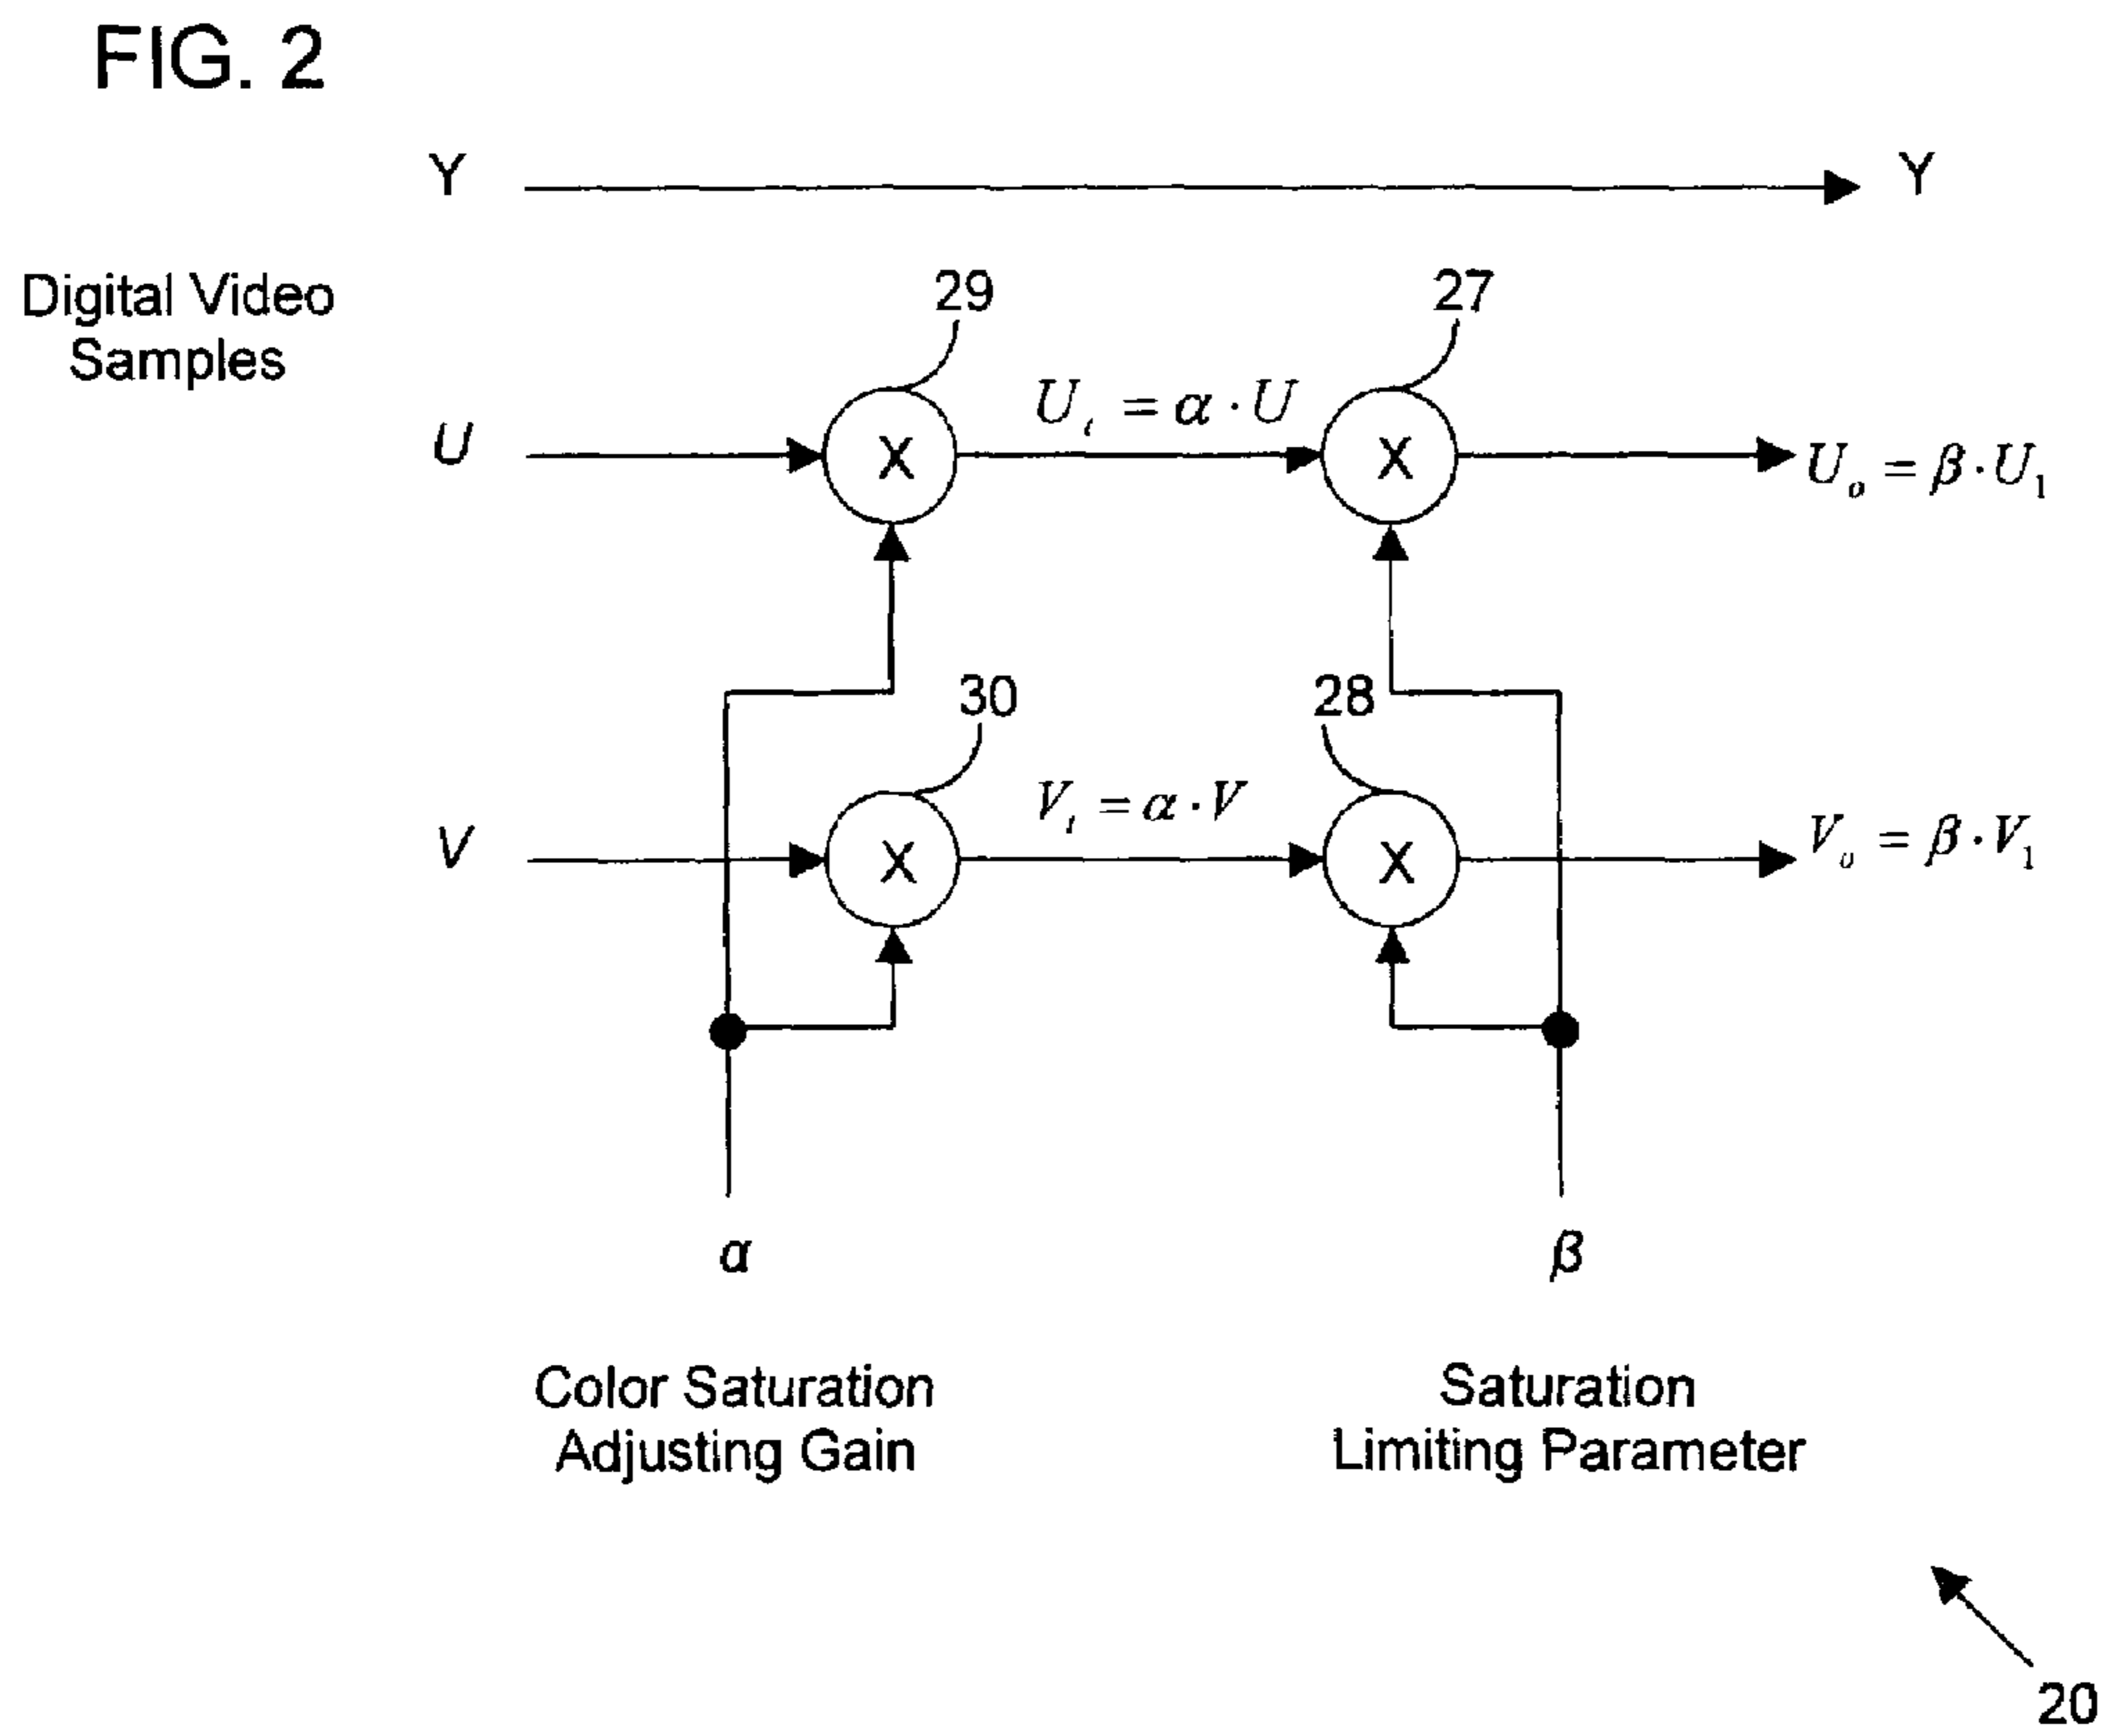 FIG. 2
Y
Y
Digital Video
Samples
29
27
U
X
U₁ = α · U
X
Uₒ = β · U₁
30
28
V
X
V₁ = α · V
X
Vₒ = β · V₁
α
β
Color Saturation
Adjusting Gain
Saturation
Limiting Parameter
20